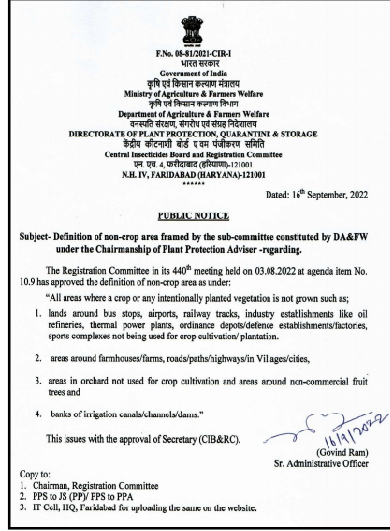 F.No. 08-81/2021-CIR-I
भारत सरकार
Government of India
कृषि एवं किसान कल्याण मंत्रालय
Ministry of Agriculture & Farmers Welfare
कृषि एवं किसान कल्याण विभाग
Department of Agriculture & Farmers Welfare
वनस्पति संरक्षण, संगरोध एवं संग्रह निदेशालय
DIRECTORATE OF PLANT PROTECTION, QUARANTINE & STORAGE
केंद्रीय कीटनाशी बोर्ड एवम पंजीकरण समिति
Central Insecticides Board and Registration Committee
एन. एच. 4, फरीदाबाद (हरियाणा)-121001
N.H. IV, FARIDABAD (HARYANA)-121001
******
Dated: 16th September, 2022
PUBLIC NOTICE
Subject- Definition of non-crop area framed by the sub-committee constituted by DA&FW
under the Chairmanship of Plant Protection Adviser -regarding.
The Registration Committee in its 440th meeting held on 03.08.2022 at agenda item No.
10.9 has approved the definition of non-crop area as under:
"All areas where a crop or any intentionally planted vegetation is not grown such as;
1. lands around bus stops, airports, railway tracks, industry establishments like oil
refineries, thermal power plants, ordinance depots/defense establishments/factories,
sports complexes not being used for crop cultivation/ plantation.
2. areas around farmhouses/farms, roads/paths/highways/in Villages/cities,
3. areas in orchard not used for crop cultivation and areas around non-commercial fruit
trees and
4. banks of irrigation canals/channels/dams."
This issues with the approval of Secretary (CIB&RC).
16/9/2022
(Govind Ram)
Sr. Administrative Officer
Copy to:
1. Chairman, Registration Committee
2. PPS to JS (PP)/ PPS to PPA
3. IT Cell, HQ, Faridabad for uploading the same on the website.